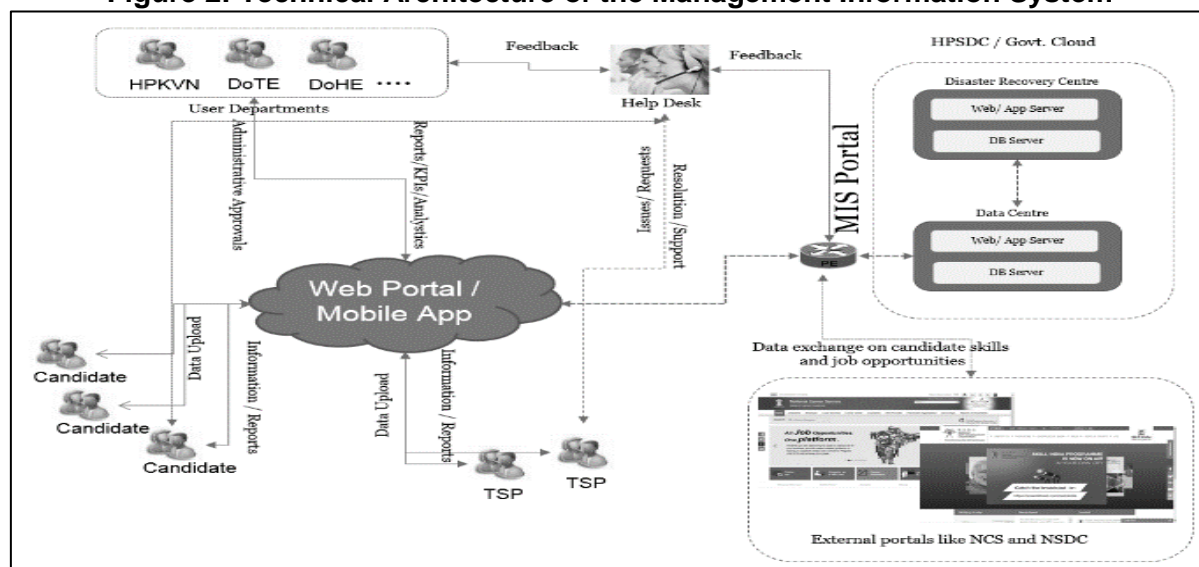 Figure 2: Technical Architecture of the Management Information System
HPKVN
DoTE
DoHE
....
User Departments
Feedback
Help Desk
Feedback
HPSDC / Govt. Cloud
Disaster Recovery Centre
Web/ App Server
DB Server
Data Centre
Web/ App Server
DB Server
MIS Portal
PE
Administrative Approvals
Reports/KPIs/Analystics
Issues/ Requests
Resolution /Support
Web Portal /
Mobile App
Data Upload
Information / Reports
Data Upload
Information / Reports
Candidate
Candidate
Candidate
TSP
TSP
Data exchange on candidate skills
and job opportunities
External portals like NCS and NSDC